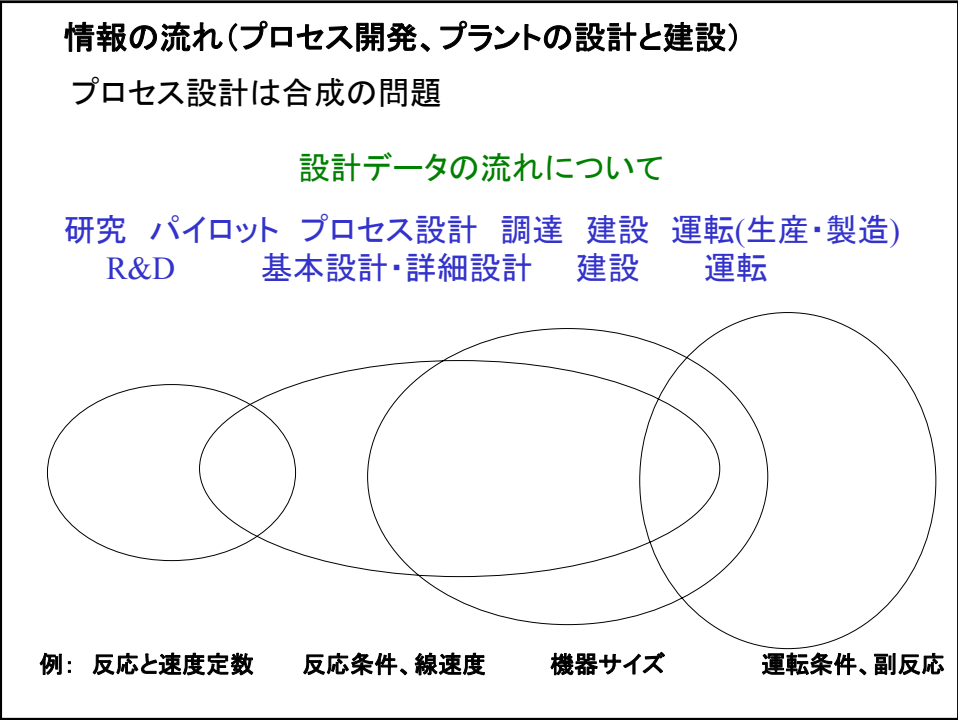 情報の流れ(プロセス開発、プラントの設計と建設)
プロセス設計は合成の問題
設計データの流れについて
研究 パイロット プロセス設計 調達 建設 運転(生産・製造)
R&D 基本設計・詳細設計 建設 運転
例: 反応と速度定数 反応条件、線速度 機器サイズ 運転条件、副反応